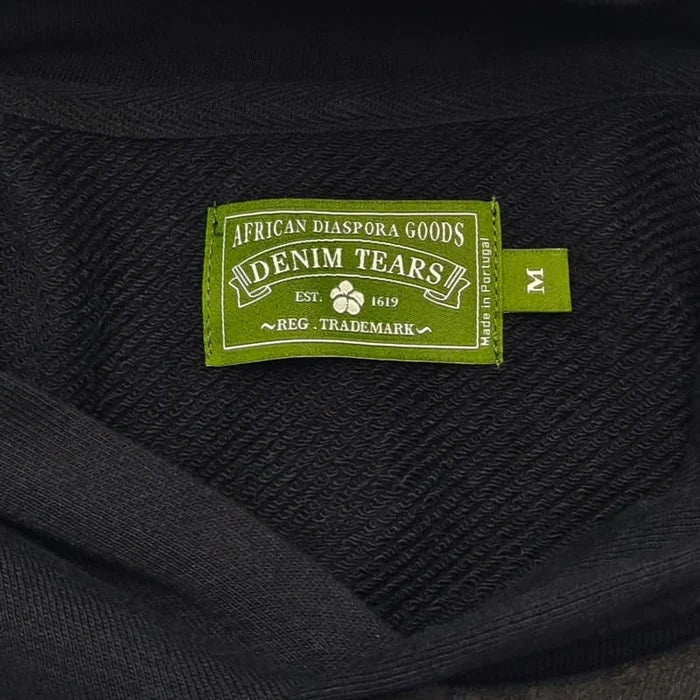 AFRICAN DIASPORA GOODS
DENIM TEARS
EST. 1619
~REG . TRADEMARK~
Made in Portugal
M